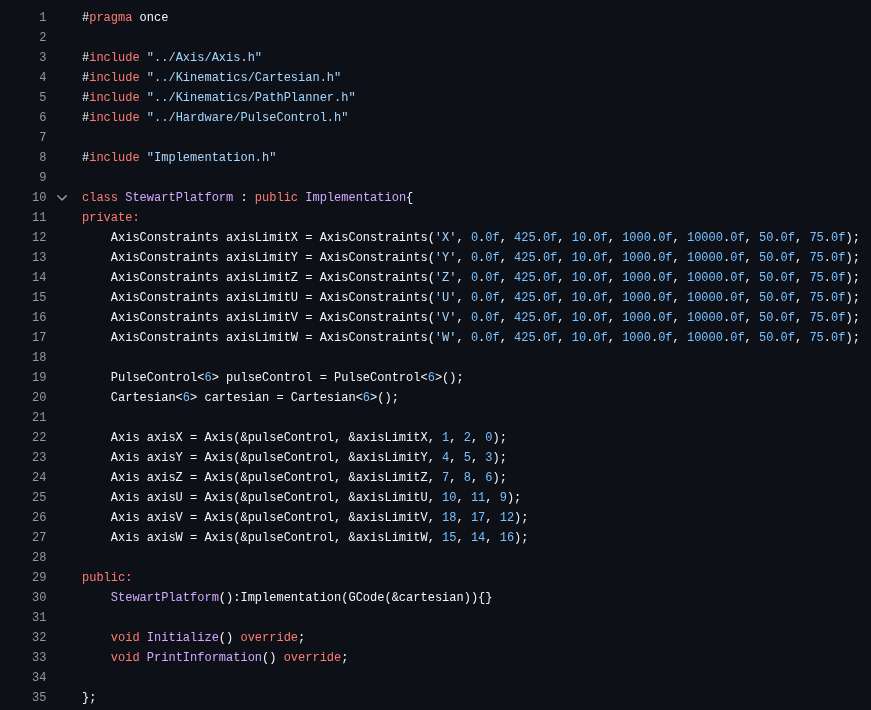 1 #pragma once
2
3 #include "../Axis/Axis.h"
4 #include "../Kinematics/Cartesian.h"
5 #include "../Kinematics/PathPlanner.h"
6 #include "../Hardware/PulseControl.h"
7
8 #include "Implementation.h"
9
10 class StewartPlatform : public Implementation{
11 private:
12     AxisConstraints axisLimitX = AxisConstraints('X', 0.0f, 425.0f, 10.0f, 1000.0f, 10000.0f, 50.0f, 75.0f);
13     AxisConstraints axisLimitY = AxisConstraints('Y', 0.0f, 425.0f, 10.0f, 1000.0f, 10000.0f, 50.0f, 75.0f);
14     AxisConstraints axisLimitZ = AxisConstraints('Z', 0.0f, 425.0f, 10.0f, 1000.0f, 10000.0f, 50.0f, 75.0f);
15     AxisConstraints axisLimitU = AxisConstraints('U', 0.0f, 425.0f, 10.0f, 1000.0f, 10000.0f, 50.0f, 75.0f);
16     AxisConstraints axisLimitV = AxisConstraints('V', 0.0f, 425.0f, 10.0f, 1000.0f, 10000.0f, 50.0f, 75.0f);
17     AxisConstraints axisLimitW = AxisConstraints('W', 0.0f, 425.0f, 10.0f, 1000.0f, 10000.0f, 50.0f, 75.0f);
18
19     PulseControl<6> pulseControl = PulseControl<6>();
20     Cartesian<6> cartesian = Cartesian<6>();
21
22     Axis axisX = Axis(&pulseControl, &axisLimitX, 1, 2, 0);
23     Axis axisY = Axis(&pulseControl, &axisLimitY, 4, 5, 3);
24     Axis axisZ = Axis(&pulseControl, &axisLimitZ, 7, 8, 6);
25     Axis axisU = Axis(&pulseControl, &axisLimitU, 10, 11, 9);
26     Axis axisV = Axis(&pulseControl, &axisLimitV, 18, 17, 12);
27     Axis axisW = Axis(&pulseControl, &axisLimitW, 15, 14, 16);
28
29 public:
30     StewartPlatform():Implementation(GCode(&cartesian)){}
31
32     void Initialize() override;
33     void PrintInformation() override;
34
35 };